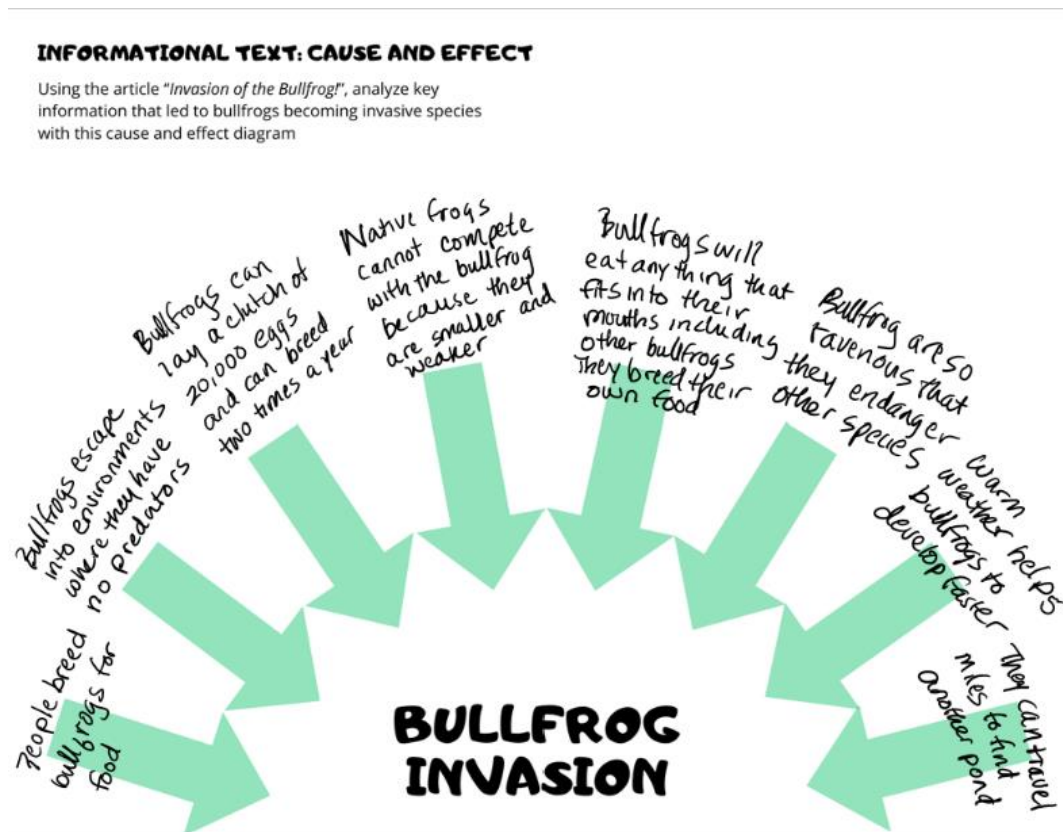 INFORMATIONAL TEXT: CAUSE AND EFFECT
Using the article "Invasion of the Bullfrog!", analyze key
information that led to bullfrogs becoming invasive species
with this cause and effect diagram
People breed
bullfrogs for
food
Bullfrogs escape
into environments
where they have
no predators
Bullfrogs can
lay a clutch of
20,000 eggs
and can breed
two times a year
Native frogs
cannot compete
with the bullfrog
because they
are smaller and
weaker
Bullfrogs will
eat anything that
fits into their
mouths including
other bullfrogs
They breed their
own food
Bullfrog are so
ravenous that
they endanger
other species
warm
weather helps
bullfrogs to
develop faster
They can travel
miles to find
another pond
BULLFROG
INVASION